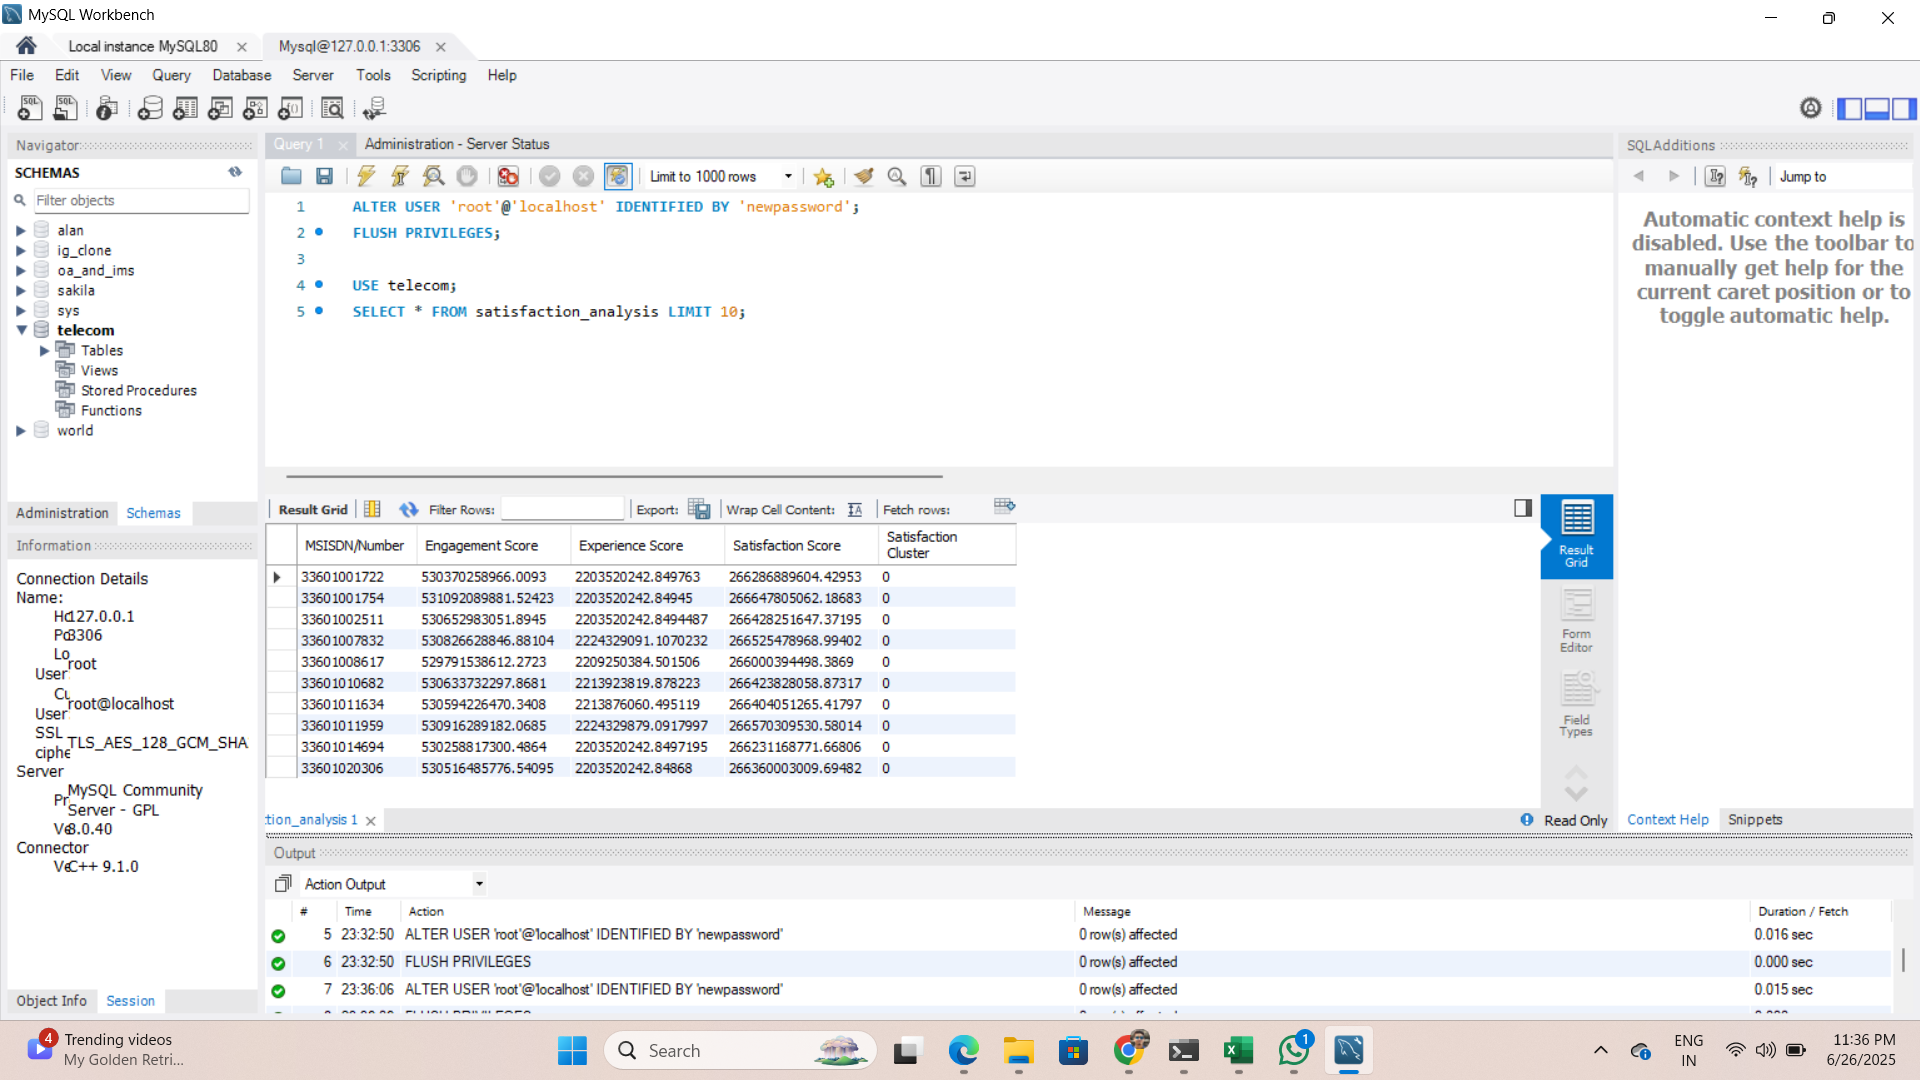 MySQL Workbench
Local instance MySQL80
Mysql@127.0.0.1:3306
File Edit View Query Database Server Tools Scripting Help
Navigator
SCHEMAS
Filter objects
alan
ig_clone
oa_and_ims
sakila
sys
telecom
Tables
Views
Stored Procedures
Functions
world
Administration Schemas
Information
Connection Details
Name:
127.0.0.1
3306
root
User
root@localhost
User
SSL
TLS_AES_128_GCM_SHA
Server
MySQL Community
Server - GPL
8.0.40
Connector
C++ 9.1.0
Object Info Session
Query 1
Administration - Server Status
Limit to 1000 rows
1 ALTER USER 'root'@'localhost' IDENTIFIED BY 'newpassword';
2 FLUSH PRIVILEGES;
3
4 USE telecom;
5 SELECT * FROM satisfaction_analysis LIMIT 10;
Result Grid Filter Rows: Export: Wrap Cell Content: Fetch rows:
MSISDN/Number Engagement Score Experience Score Satisfaction Score Satisfaction Cluster
33601001722 530370258966.0093 2203520242.849763 266286889604.42953 0
33601001754 531092089881.52423 2203520242.84945 266647805062.18683 0
33601002511 530652983051.8945 2203520242.8494487 266428251647.37195 0
33601007832 530826628846.88104 2224329091.1070232 266525478968.99402 0
33601008617 529791538612.2723 2209250384.501506 266000394498.3869 0
33601010682 530633732297.8681 2213923819.878223 266423828058.87317 0
33601011634 530594226470.3408 2213876060.495119 266404051265.41797 0
33601011959 530916289182.0685 2224329879.0917997 266570309530.58014 0
33601014694 530258817300.4864 2203520242.8497195 266231168771.66806 0
33601020306 530516485776.54095 2203520242.84868 266360003009.69482 0
Result
Grid
Form
Editor
Field
Types
tion_analysis 1
Read Only
SQLAdditions
Jump to
Automatic context help is
disabled. Use the toolbar to
manually get help for the
current caret position or to
toggle automatic help.
Context Help Snippets
Output
Action Output
# Time Action Message Duration / Fetch
5 23:32:50 ALTER USER 'root'@'localhost' IDENTIFIED BY 'newpassword' 0 row(s) affected 0.016 sec
6 23:32:50 FLUSH PRIVILEGES 0 row(s) affected 0.000 sec
7 23:36:06 ALTER USER 'root'@'localhost' IDENTIFIED BY 'newpassword' 0 row(s) affected 0.015 sec
4
Trending videos
My Golden Retri...
Search
1
ENG
IN
11:36 PM
6/26/2025